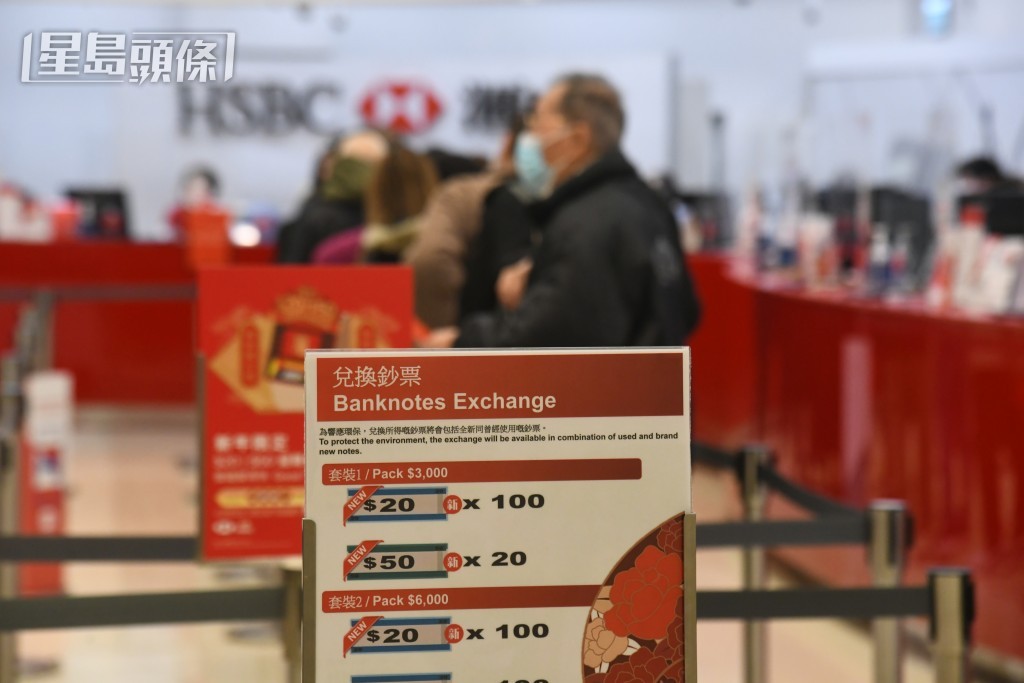 星島頭條
HSBC
兌換鈔票
Banknotes Exchange
為響應環保，兌換所得嘅鈔票將會包括全新同曾經使用嘅鈔票。
To protect the environment, the exchange will be available in combination of used and brand
new notes.
套裝1 / Pack $3,000
NEW $20 新 x 100
NEW $50 新 x 20
套裝2 / Pack $6,000
NEW $20 新 x 100